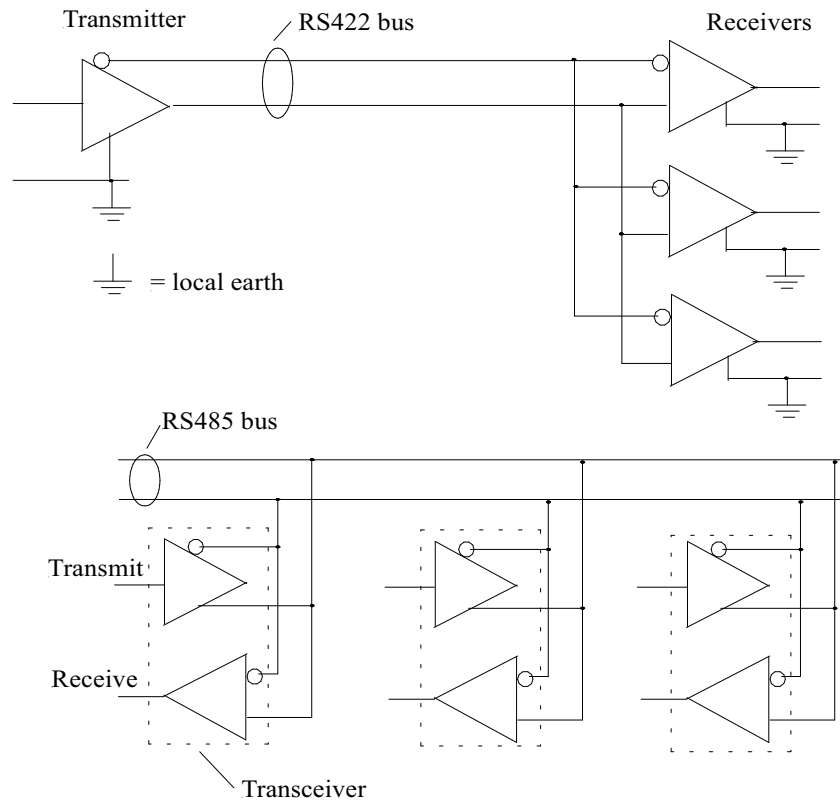 Transmitter
RS422 bus
Receivers
= local earth
RS485 bus
Transmit
Receive
Transceiver